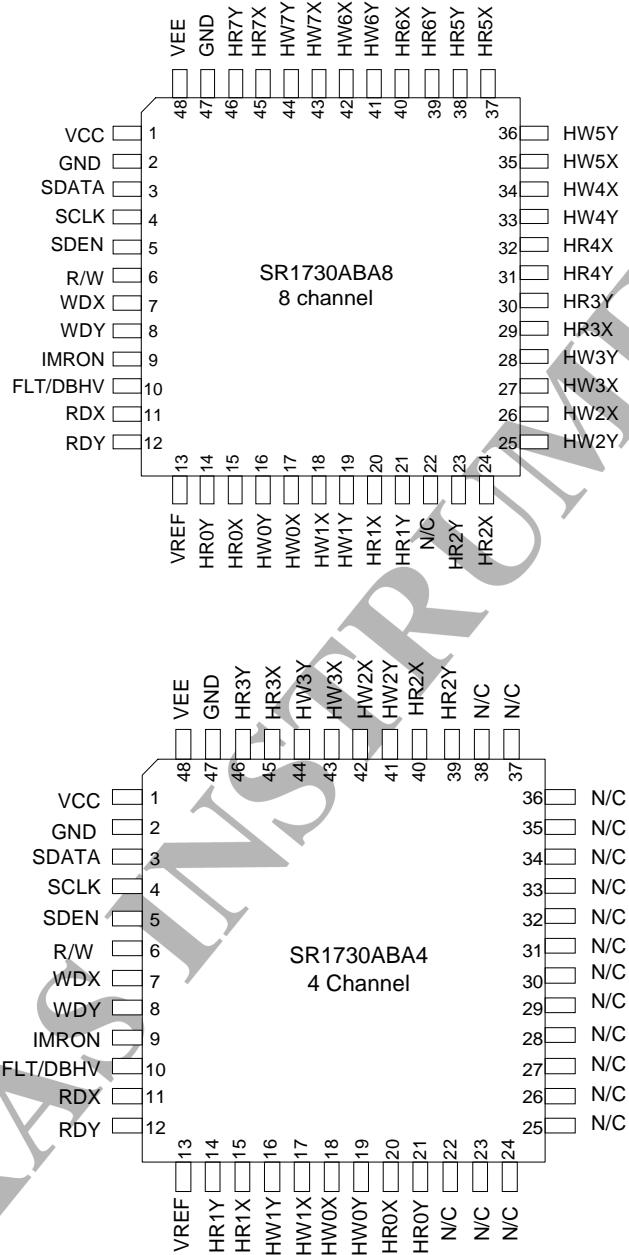 VEE GND HR7Y HR7X HW7Y HW7X HW6X HW6Y HR6X HR6Y HR5Y HR5X
48 47 46 45 44 43 42 41 40 39 38 37
VCC 1 36 HW5Y
GND 2 35 HW5X
SDATA 3 34 HW4X
SCLK 4 33 HW4Y
SDEN 5 32 HR4X
R/W 6 31 HR4Y
WDX 7 30 HR3Y
WDY 8 29 HR3X
IMRON 9 28 HW3Y
FLT/DBHV 10 27 HW3X
RDX 11 26 HW2X
RDY 12 25 HW2Y
SR1730ABA8
8 channel
13 14 15 16 17 18 19 20 21 22 23 24
VREF HR0Y HR0X HW0Y HW0X HW1X HW1Y HR1X HR1Y N/C HR2Y HR2X
VEE GND HR3Y HR3X HW3Y HW3X HW2X HW2Y HR2X HR2Y N/C N/C
48 47 46 45 44 43 42 41 40 39 38 37
VCC 1 36 N/C
GND 2 35 N/C
SDATA 3 34 N/C
SCLK 4 33 N/C
SDEN 5 32 N/C
R/W 6 31 N/C
WDX 7 30 N/C
WDY 8 29 N/C
IMRON 9 28 N/C
FLT/DBHV 10 27 N/C
RDX 11 26 N/C
RDY 12 25 N/C
SR1730ABA4
4 Channel
13 14 15 16 17 18 19 20 21 22 23 24
VREF HR1Y HR1X HW1Y HW1X HW0X HW0Y HR0X HR0Y N/C N/C N/C